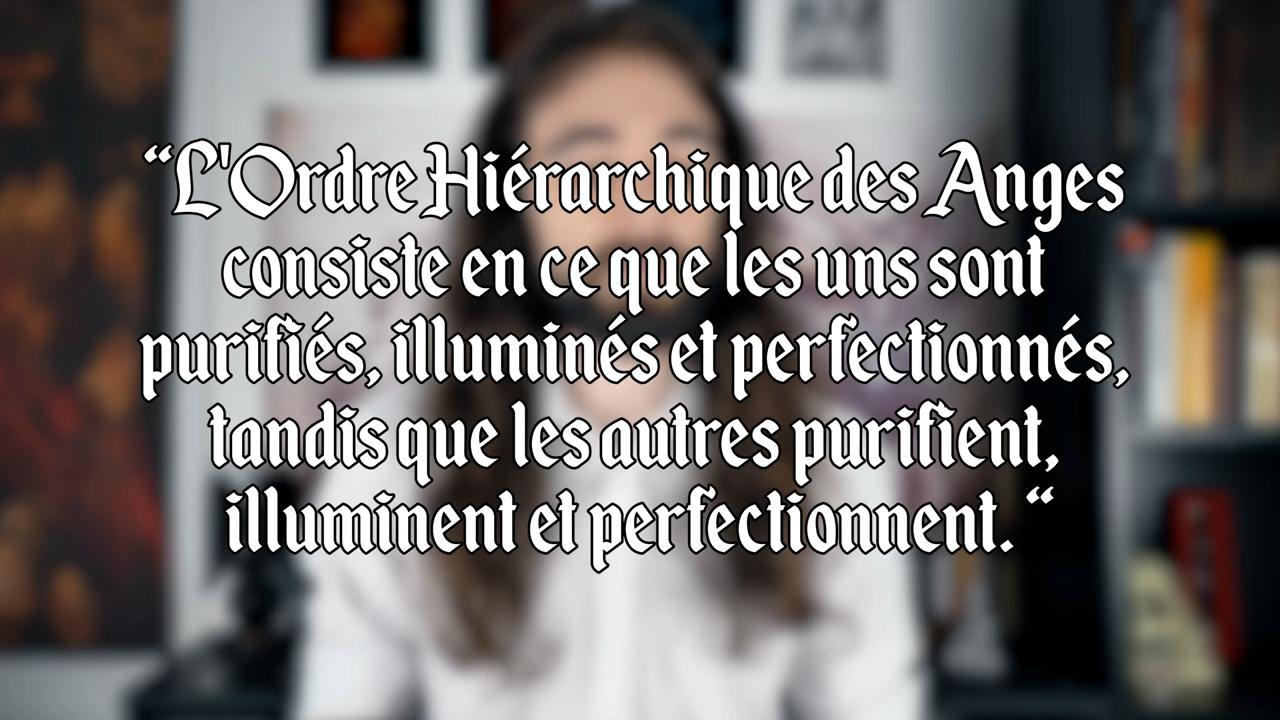 “L'Ordre Hiérarchique des Anges
consiste en ce que les uns sont
purifiés, illuminés et perfectionnés,
tandis que les autres purifient,
illuminent et perfectionnent. “